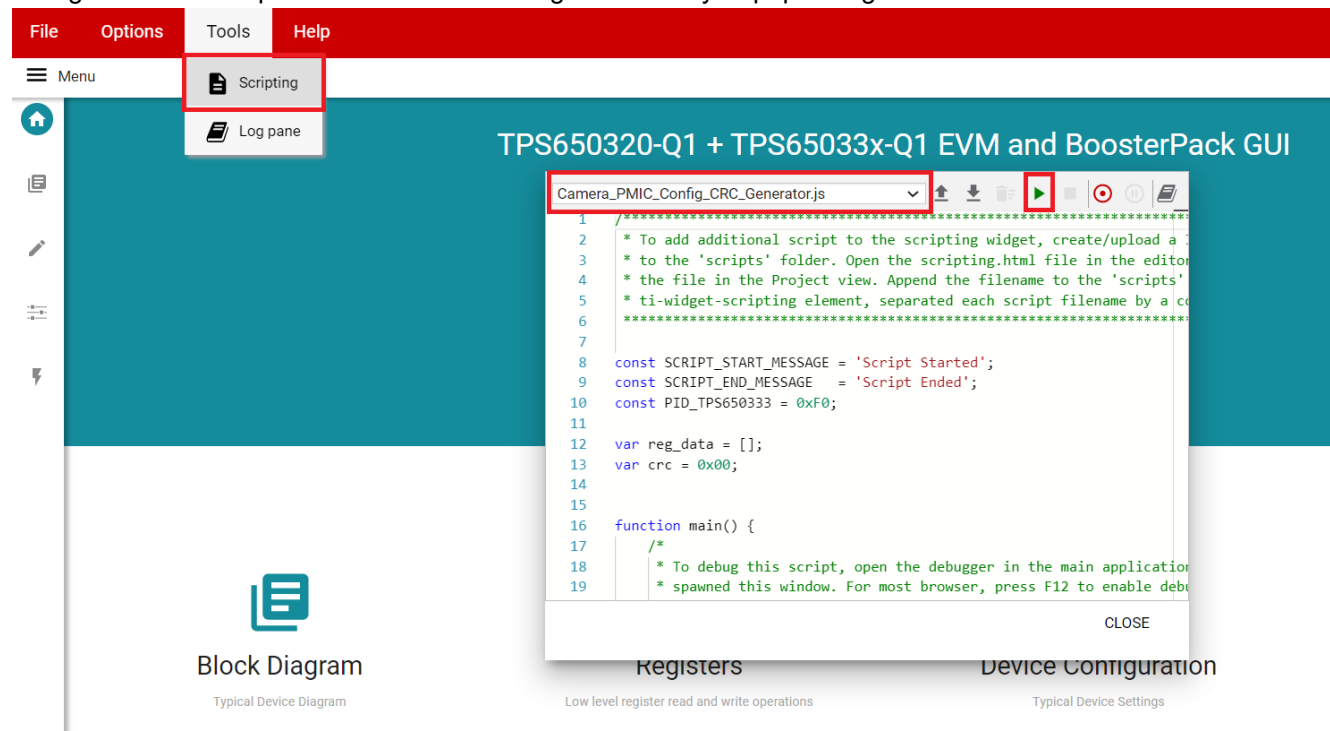 File Options Tools Help
Menu
Scripting
Log pane
TPS650320-Q1 + TPS65033x-Q1 EVM and BoosterPack GUI
Camera_PMIC_Config_CRC_Generator.js
1 /*********************************************************************
2 * To add additional script to the scripting widget, create/upload a
3 * to the 'scripts' folder. Open the scripting.html file in the editor
4 * the file in the Project view. Append the filename to the 'scripts'
5 * ti-widget-scripting element, separated each script filename by a co
6 *********************************************************************
7
8 const SCRIPT_START_MESSAGE = 'Script Started';
9 const SCRIPT_END_MESSAGE = 'Script Ended';
10 const PID_TPS650333 = 0xF0;
11
12 var reg_data = [];
13 var crc = 0x00;
14
15
16 function main() {
17 /*
18 * To debug this script, open the debugger in the main application
19 * spawned this window. For most browser, press F12 to enable debu
CLOSE
Block Diagram
Typical Device Diagram
Registers
Low level register read and write operations
Device Configuration
Typical Device Settings